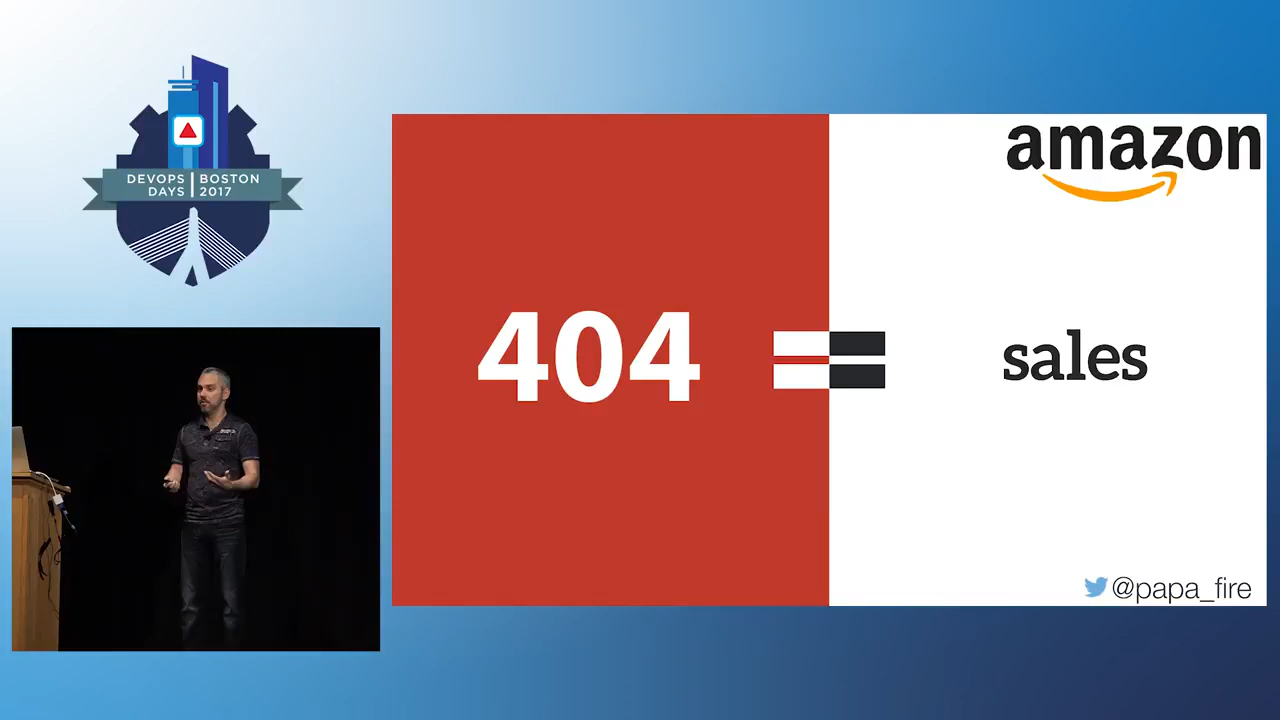 DEVOPS BOSTON
DAYS 2017
amazon
404 = sales
@papa_fire